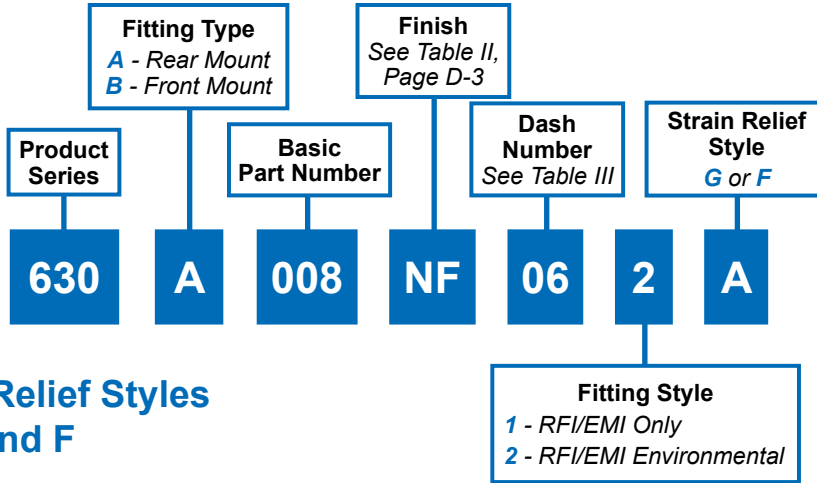 Fitting Type
A - Rear Mount
B - Front Mount
Finish
See Table II,
Page D-3
Product
Series
Basic
Part Number
Dash
Number
See Table III
Strain Relief
Style
G or F
630
A
008
NF
06
2
A
Relief Styles
nd F
Fitting Style
1 - RFI/EMI Only
2 - RFI/EMI Environmental